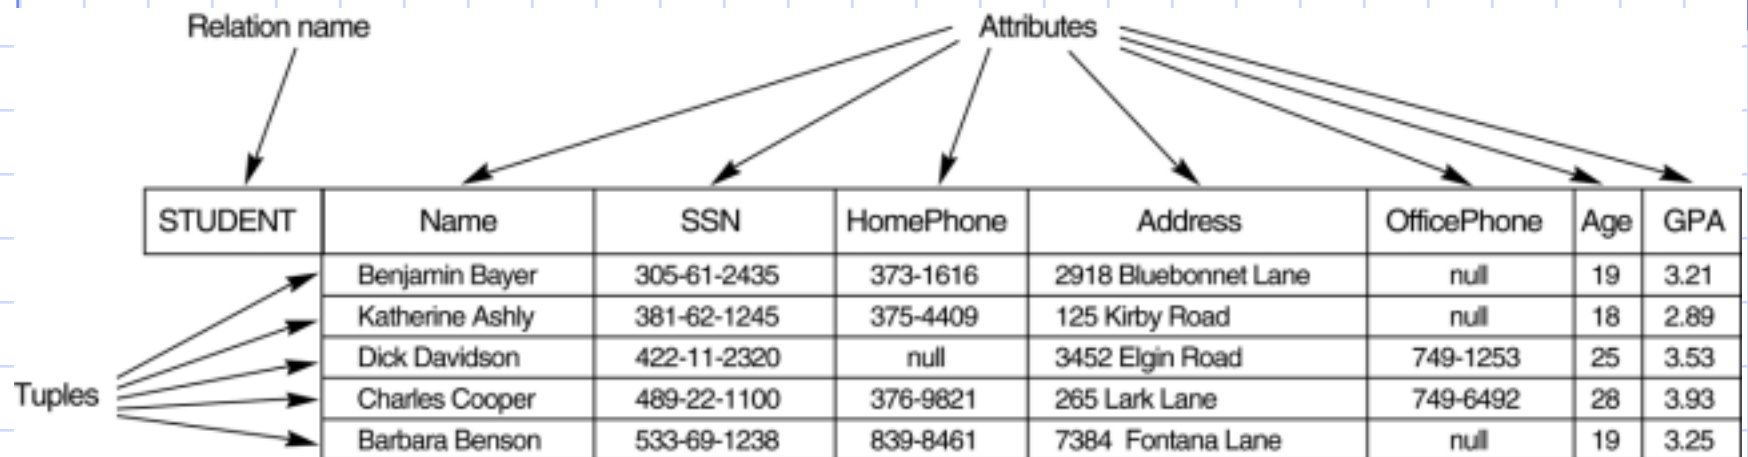 Relation name Attributes
STUDENT Name SSN HomePhone Address OfficePhone Age GPA
Benjamin Bayer 305-61-2435 373-1616 2918 Bluebonnet Lane null 19 3.21
Katherine Ashly 381-62-1245 375-4409 125 Kirby Road null 18 2.89
Dick Davidson 422-11-2320 null 3452 Elgin Road 749-1253 25 3.53
Tuples Charles Cooper 489-22-1100 376-9821 265 Lark Lane 749-6492 28 3.93
Barbara Benson 533-69-1238 839-8461 7384 Fontana Lane null 19 3.25